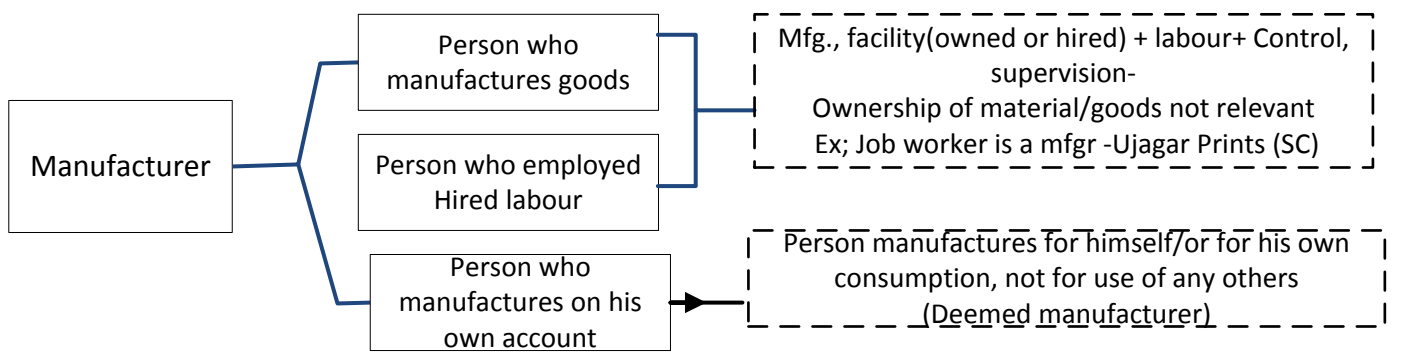 Manufacturer
Person who
manufactures goods
Person who employed
Hired labour
Person who
manufactures on his
own account
Mfg., facility(owned or hired) + labour+ Control,
supervision-
Ownership of material/goods not relevant
Ex; Job worker is a mfgr -Ujagar Prints (SC)
Person manufactures for himself/or for his own
consumption, not for use of any others
(Deemed manufacturer)